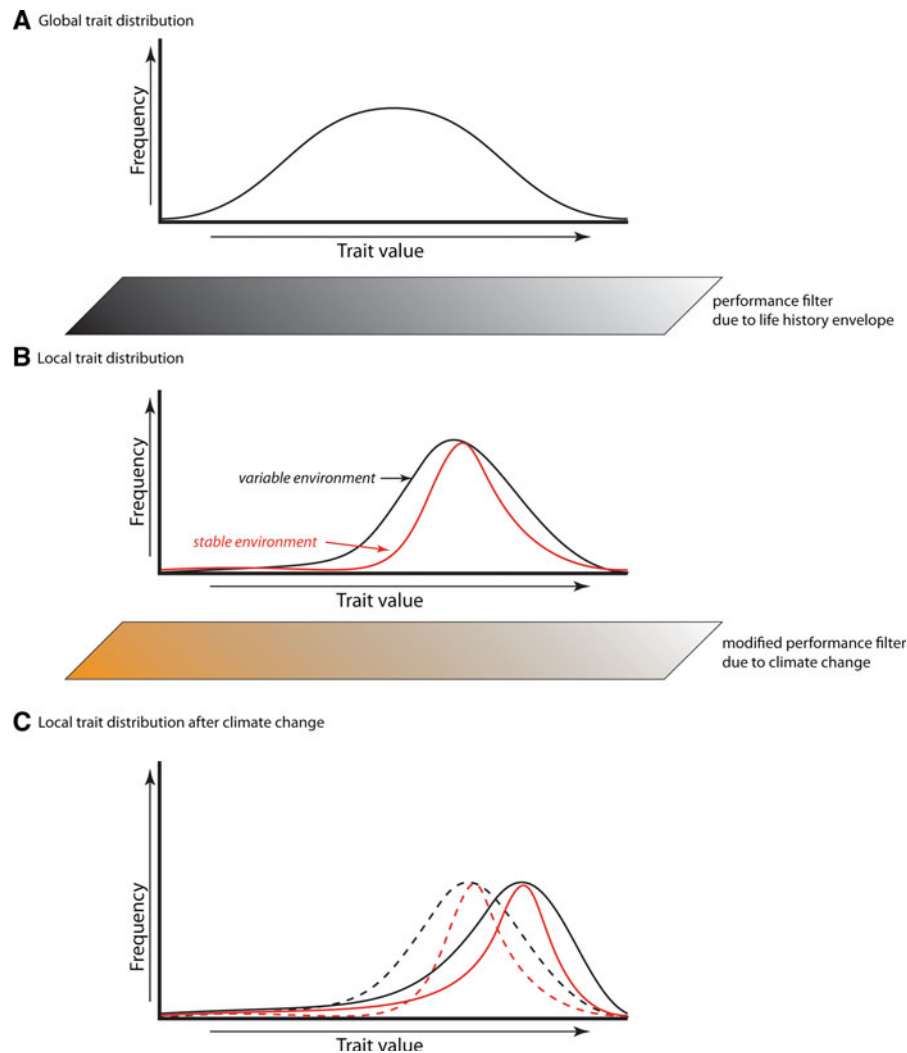 A Global trait distribution
Frequency
Trait value
performance filter
due to life history envelope
B Local trait distribution
Frequency
variable environment
stable environment
Trait value
modified performance filter
due to climate change
C Local trait distribution after climate change
Frequency
Trait value